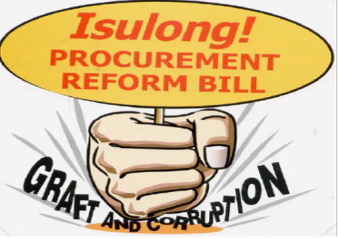 Isulong!
PROCUREMENT
REFORM BILL
GRAFT AND CORRUPTION